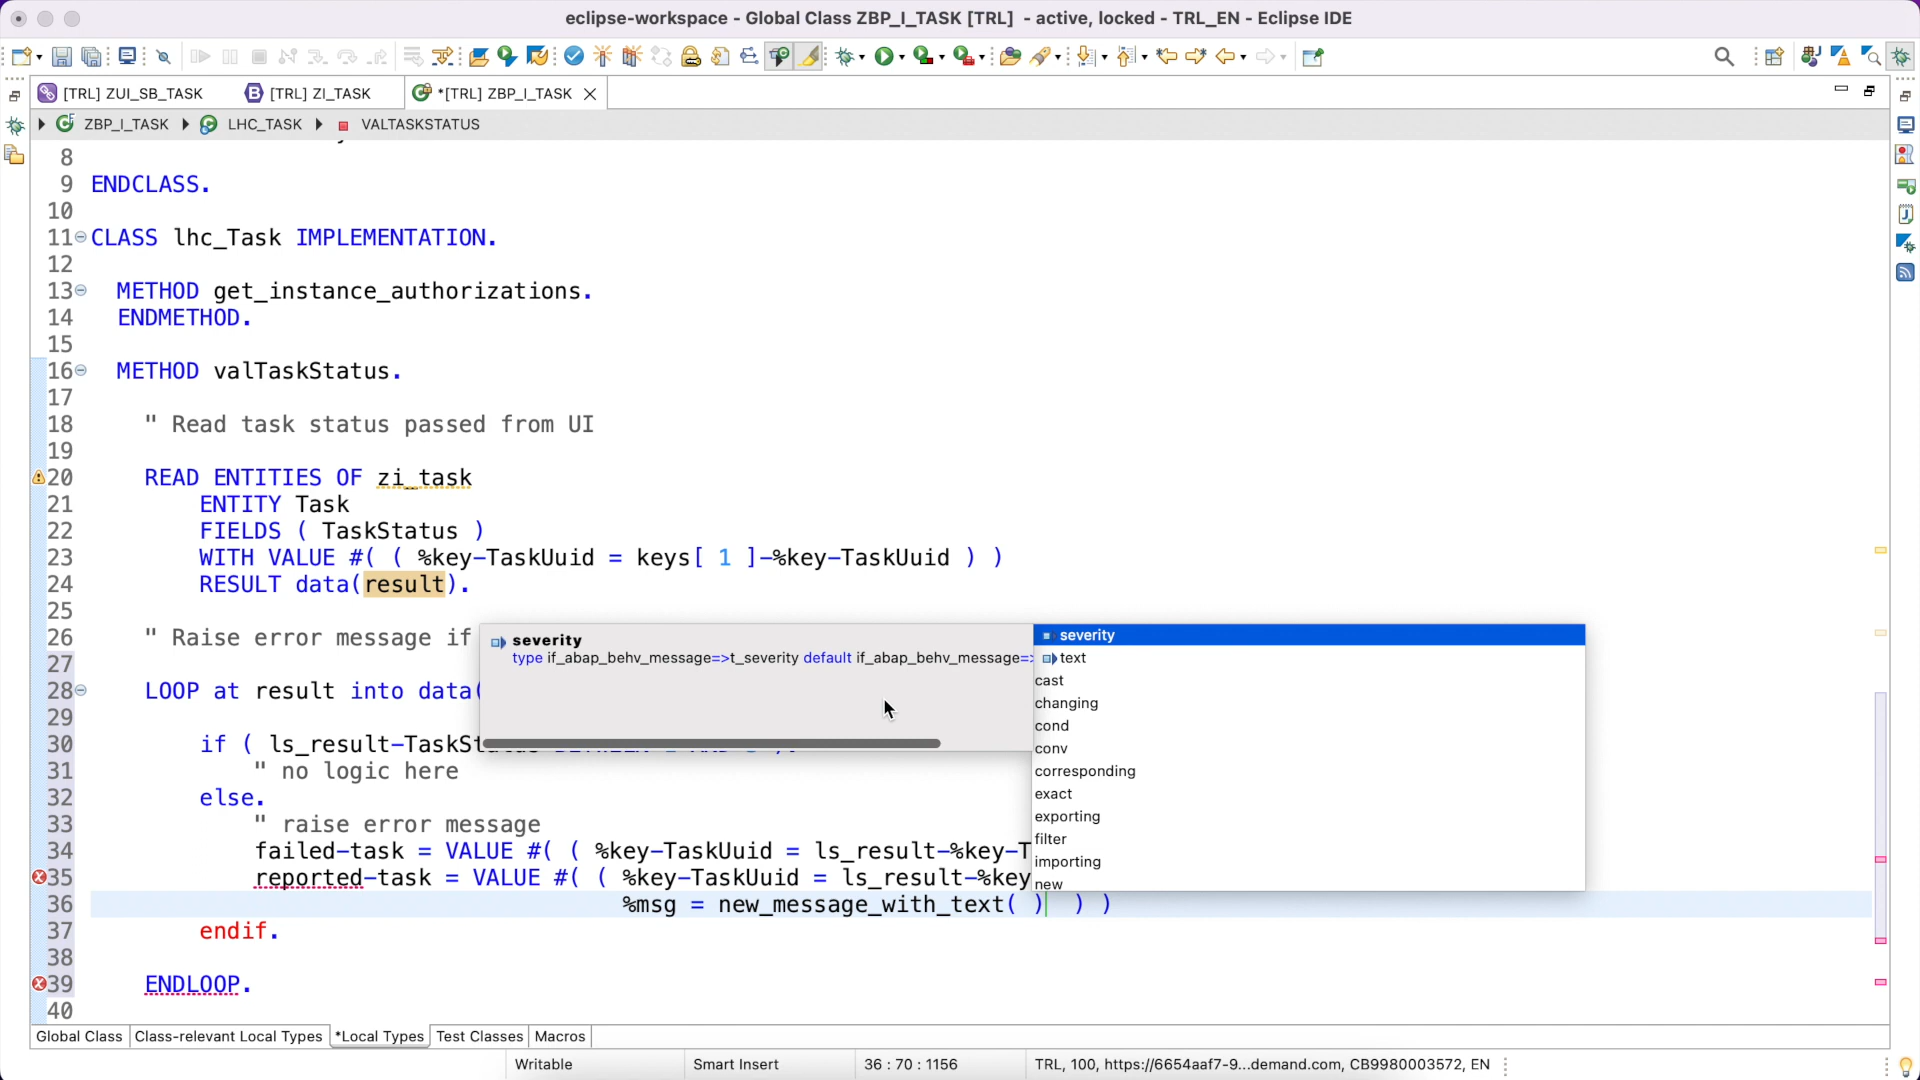 eclipse-workspace - Global Class ZBP_I_TASK [TRL] - active, locked - TRL_EN - Eclipse IDE
[TRL] ZUI_SB_TASK
[TRL] ZI_TASK
*[TRL] ZBP_I_TASK
ZBP_I_TASK
LHC_TASK
VALTASKSTATUS
8
9 ENDCLASS.
10
11 CLASS lhc_Task IMPLEMENTATION.
12
13 METHOD get_instance_authorizations.
14 ENDMETHOD.
15
16 METHOD valTaskStatus.
17
18 " Read task status passed from UI
19
20 READ ENTITIES OF zi_task
21 ENTITY Task
22 FIELDS ( TaskStatus )
23 WITH VALUE #( ( %key-TaskUuid = keys[ 1 ]-%key-TaskUuid ) )
24 RESULT data(result).
25
26 " Raise error message if
27
28 LOOP at result into data(
29
30 if ( ls_result-TaskSt
31 " no logic here
32 else.
33 " raise error message
34 failed-task = VALUE #( ( %key-TaskUuid = ls_result-%key-T
35 reported-task = VALUE #( ( %key-TaskUuid = ls_result-%key
36 %msg = new_message_with_text( ) ) )
37 endif.
38
39 ENDLOOP.
40
severity
type if_abap_behv_message=>t_severity default if_abap_behv_message=>
severity
text
cast
changing
cond
conv
corresponding
exact
exporting
filter
importing
new
Global Class
Class-relevant Local Types
*Local Types
Test Classes
Macros
Writable
Smart Insert
36 : 70 : 1156
TRL, 100, https://6654aaf7-9...demand.com, CB9980003572, EN